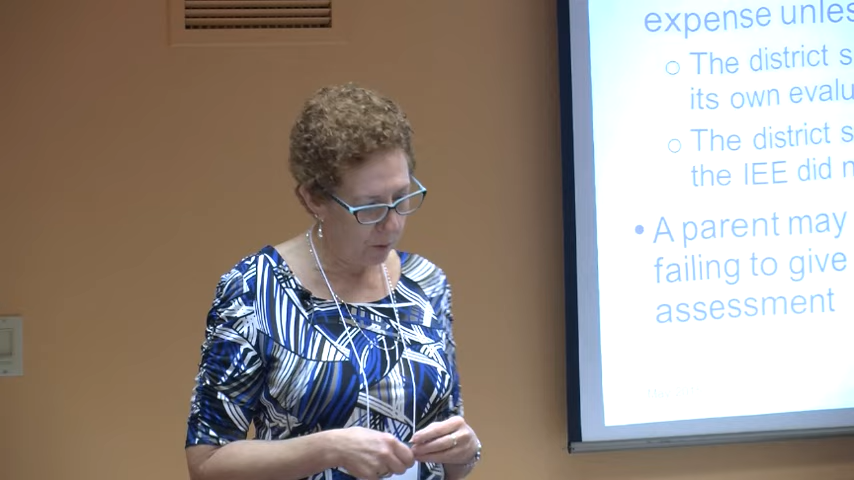 expense unles
○ The district s
its own evalu
○ The district s
the IEE did n
• A parent may
failing to give
assessment